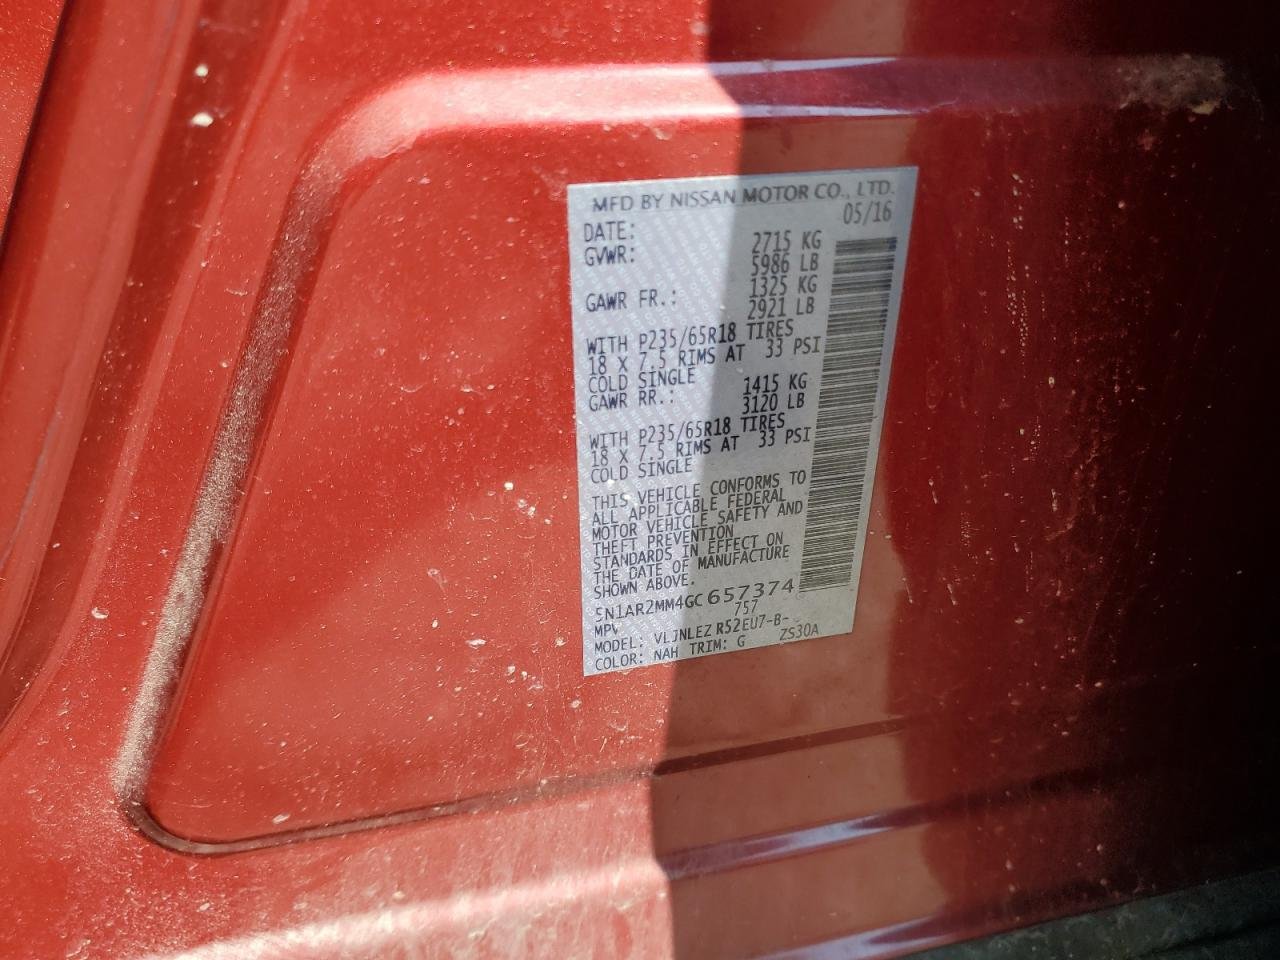 MFD BY NISSAN MOTOR CO., LTD.
DATE: 05/16
GVWR: 2715 KG
5986 LB
GAWR FR.: 1325 KG
2921 LB
WITH P235/65R18 TIRES
18 X 7.5 RIMS AT 33 PSI
COLD SINGLE
GAWR RR.: 1415 KG
3120 LB
WITH P235/65R18 TIRES
18 X 7.5 RIMS AT 33 PSI
COLD SINGLE
THIS VEHICLE CONFORMS TO
ALL APPLICABLE FEDERAL
MOTOR VEHICLE SAFETY AND
THEFT PREVENTION
STANDARDS IN EFFECT ON
THE DATE OF MANUFACTURE
SHOWN ABOVE.
5N1AR2MM4GC657374
MPV 757
MODEL: VLJNLEZ R52EU7-B-
COLOR: NAH TRIM: G ZS30A